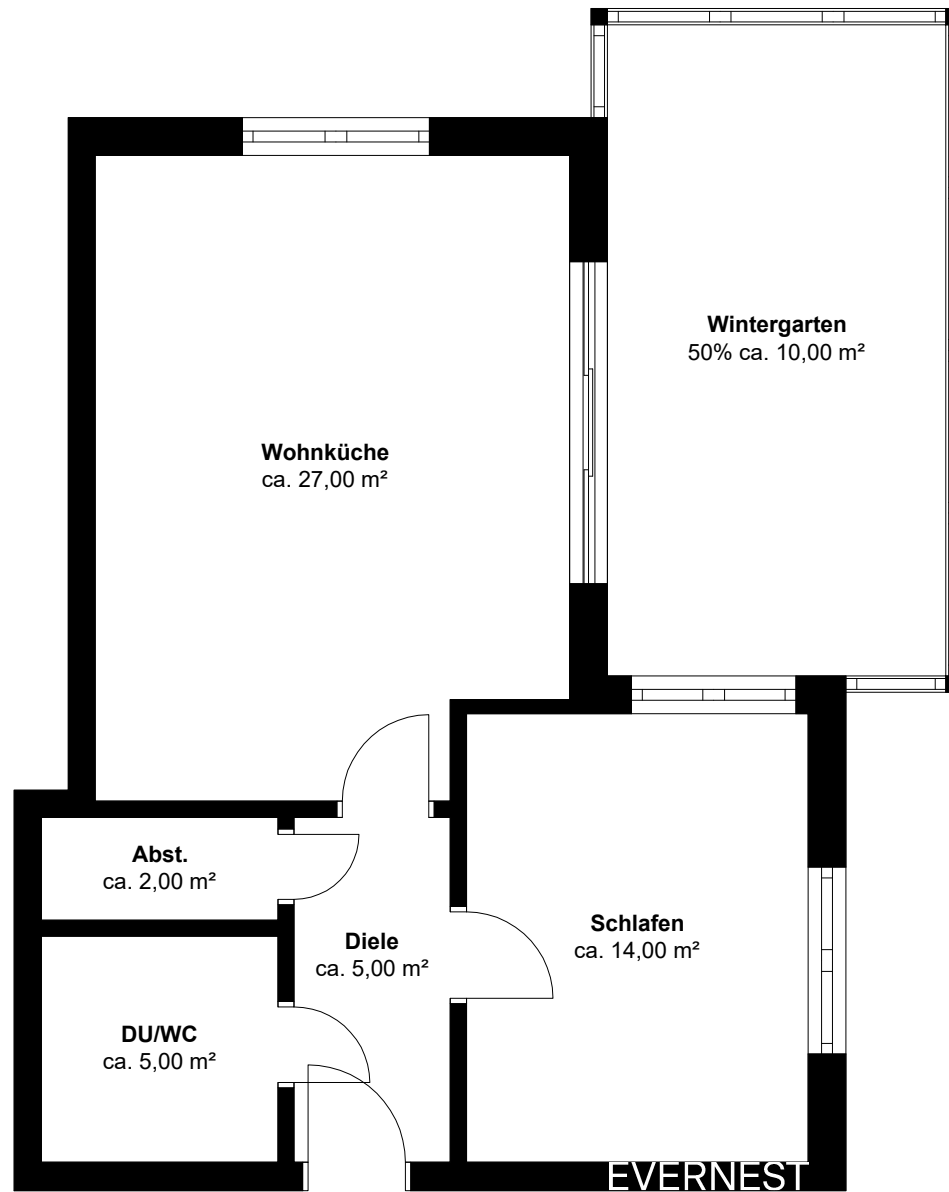 Wintergarten
50% ca. 10,00 m²
Wohnküche
ca. 27,00 m²
Abst.
ca. 2,00 m²
Schlafen
ca. 14,00 m²
Diele
ca. 5,00 m²
DU/WC
ca. 5,00 m²
EVERNEST